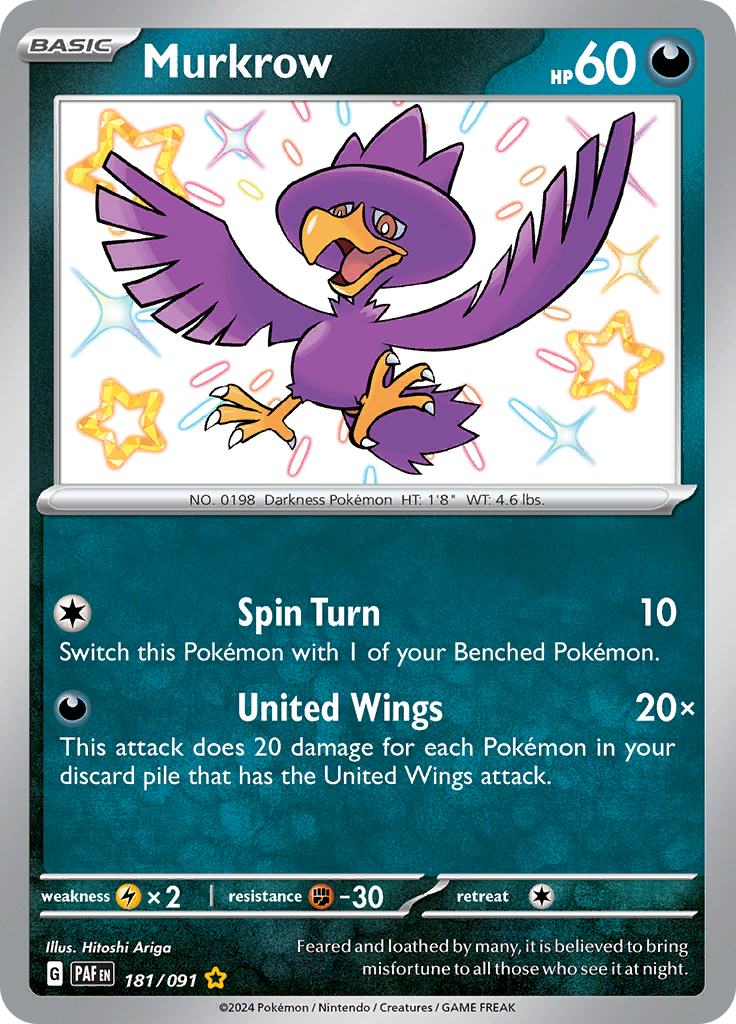 BASIC
Murkrow
HP 60
NO. 0198 Darkness Pokémon HT: 1'8" WT: 4.6 lbs.
Spin Turn 10
Switch this Pokémon with 1 of your Benched Pokémon.
United Wings 20×
This attack does 20 damage for each Pokémon in your
discard pile that has the United Wings attack.
weakness ×2 resistance -30 retreat
Illus. Hitoshi Ariga
Feared and loathed by many, it is believed to bring
misfortune to all those who see it at night.
G PAF EN 181/091
©2024 Pokémon / Nintendo / Creatures / GAME FREAK